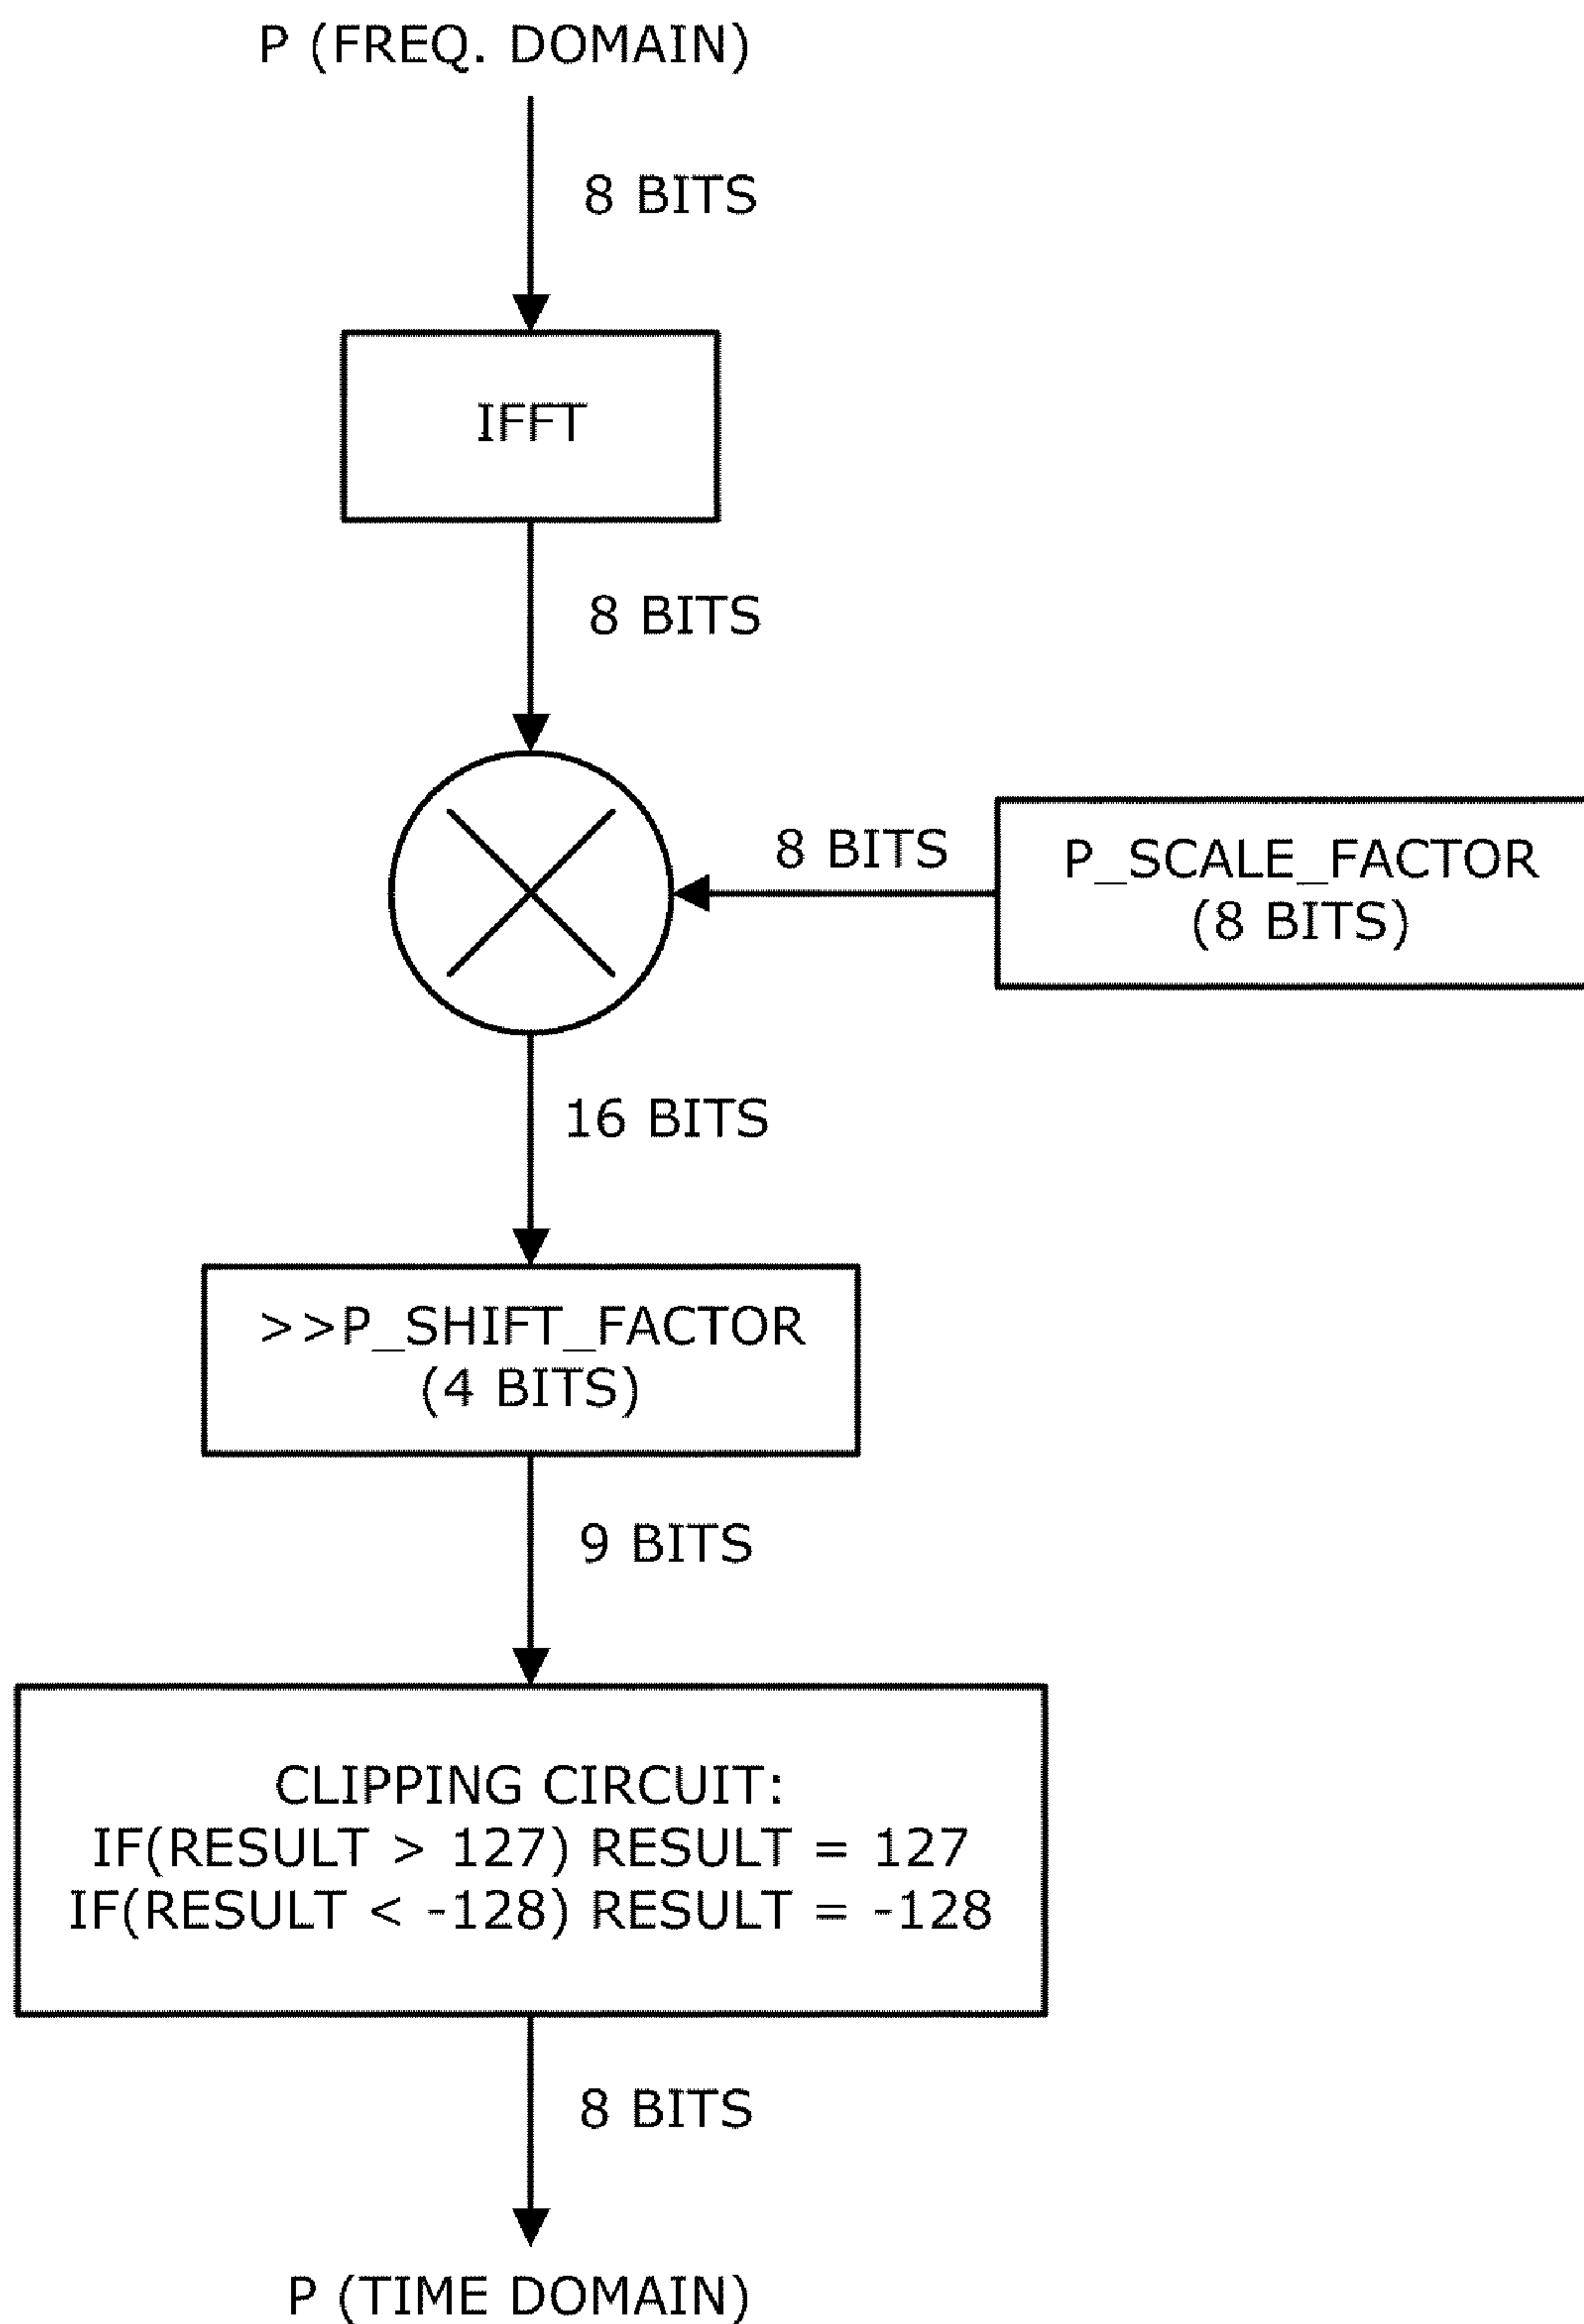 P (FREQ. DOMAIN)
8 BITS
IFFT
8 BITS
8 BITS
P_SCALE_FACTOR
(8 BITS)
16 BITS
>>P_SHIFT_FACTOR
(4 BITS)
9 BITS
CLIPPING CIRCUIT:
IF(RESULT > 127) RESULT = 127
IF(RESULT < -128) RESULT = -128
8 BITS
P (TIME DOMAIN)